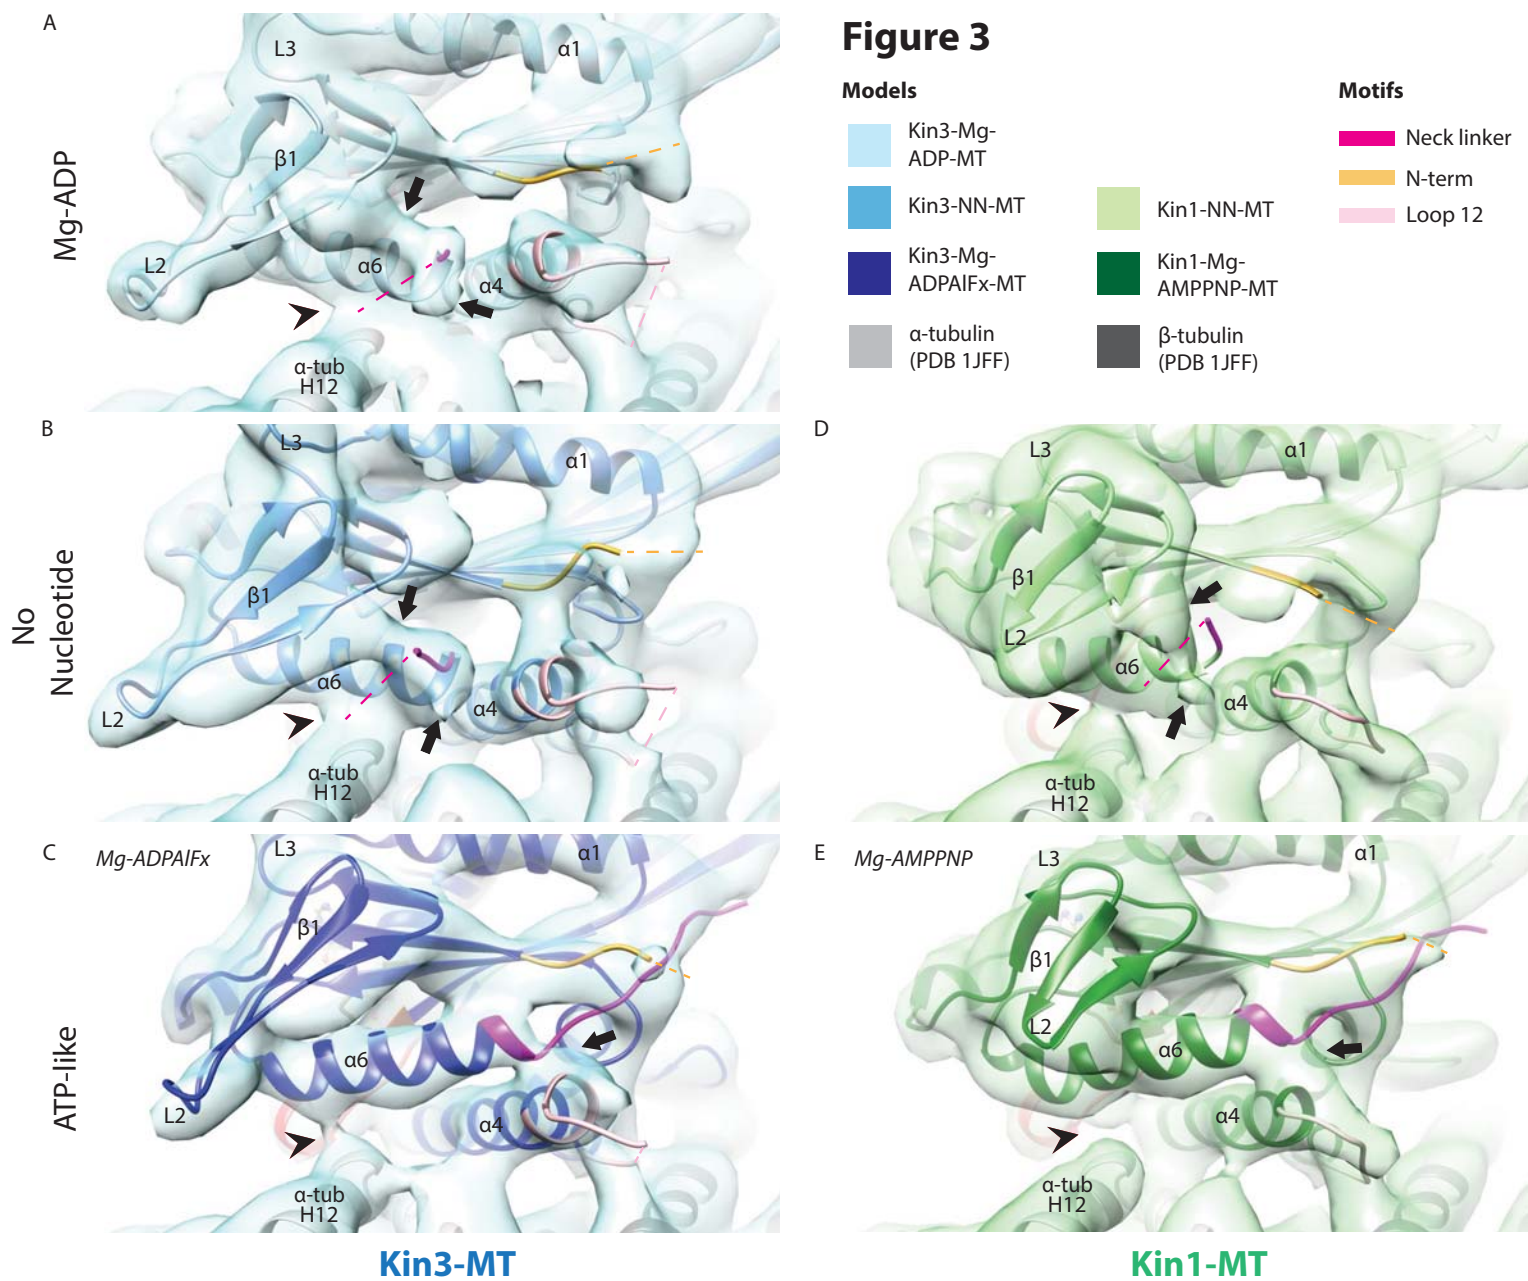 Figure 3
Models
Motifs
Kin3-Mg-
ADP-MT
Kin3-NN-MT
Kin3-Mg-
ADPAlFx-MT
α-tubulin
(PDB 1JFF)
Kin1-NN-MT
Kin1-Mg-
AMPPNP-MT
β-tubulin
(PDB 1JFF)
Neck linker
N-term
Loop 12
Mg-ADP
A
L3
α1
β1
L2
α6
α4
α-tub
H12
No
Nucleotide
B
L3
α1
β1
α6
L2
α4
α-tub
H12
D
L3
α1
β1
L2
α6
α4
α-tub
H12
ATP-like
C
Mg-ADPAlFx
L3
α1
β1
α6
L2
α4
α-tub
H12
E
Mg-AMPPNP
L3
α1
β1
L2
α6
α4
α-tub
H12
Kin3-MT
Kin1-MT